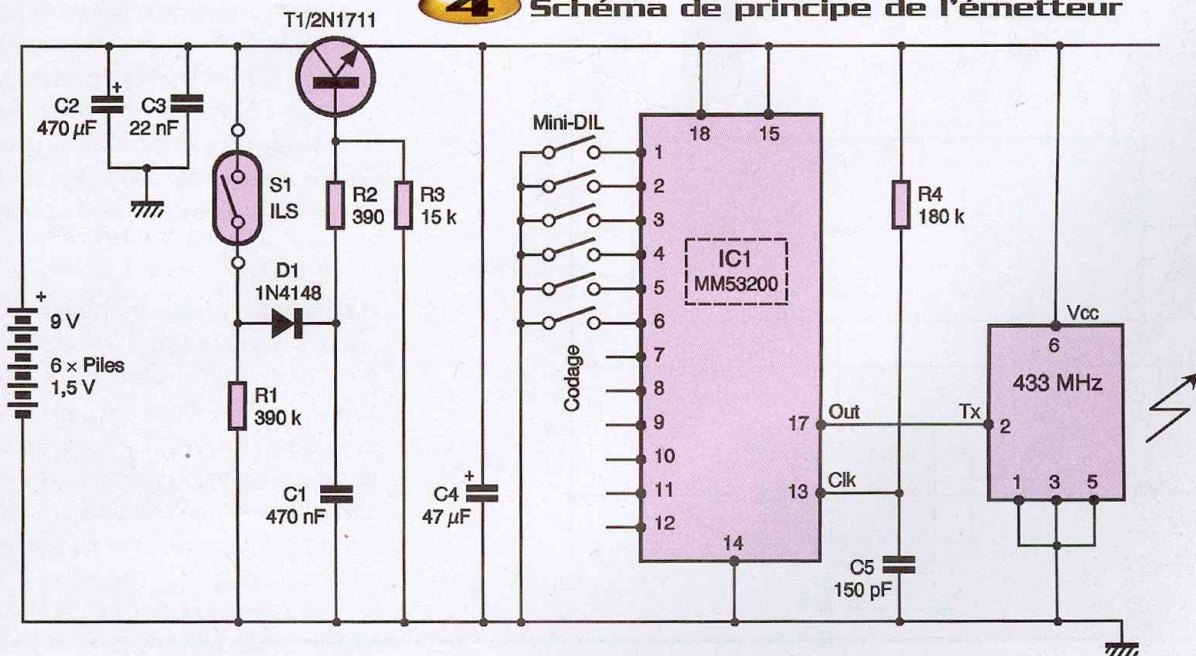 4 Schéma de principe de l'émetteur
T1/2N1711
C2
470 µF
+
C3
22 nF
S1
ILS
R2
390
R3
15 k
D1
1N4148
+
9 V
6 × Piles
1,5 V
R1
390 k
C1
470 nF
+
C4
47 µF
Mini-DIL
Codage
18
15
1
2
3
4
5
6
7
8
9
10
11
12
IC1
MM53200
17
Out
13
Clk
14
R4
180 k
C5
150 pF
Vcc
6
433 MHz
Tx
2
1
3
5